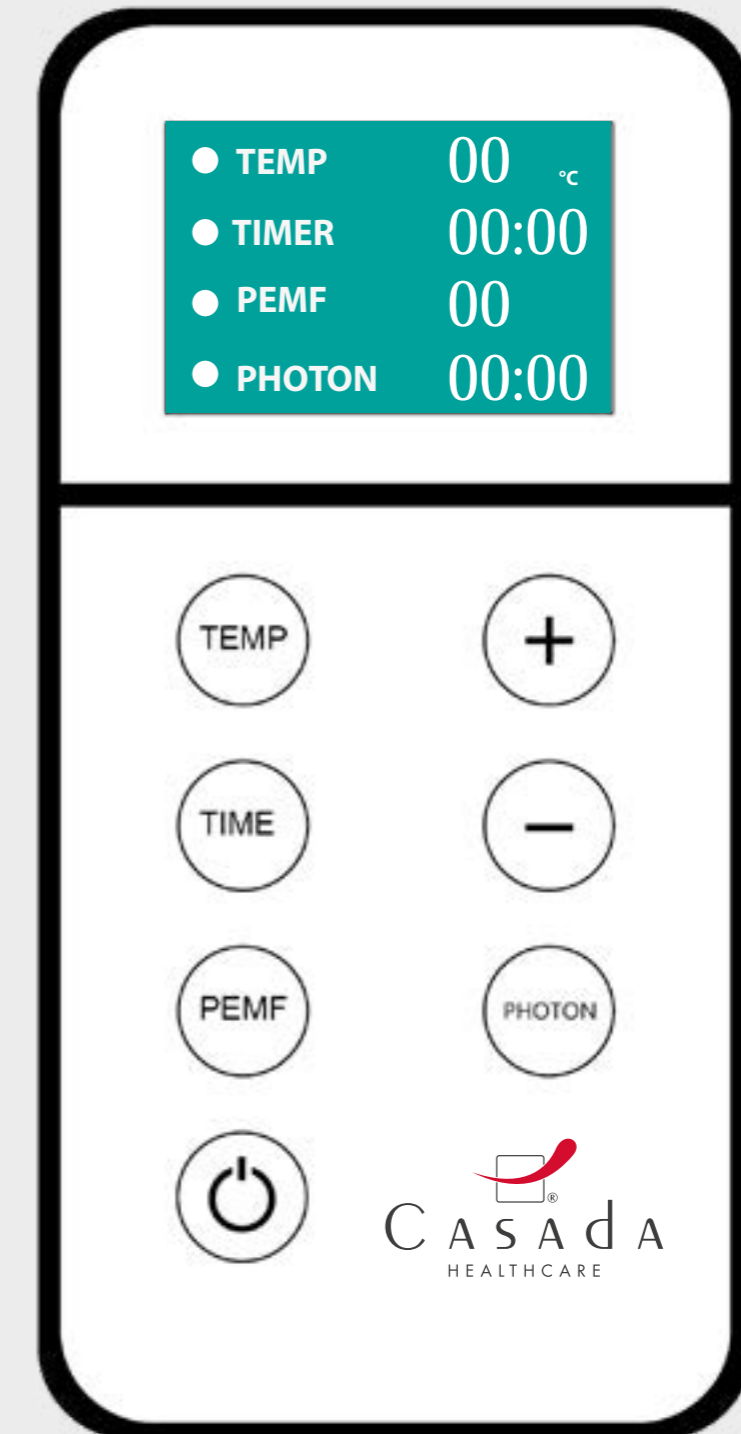 TEMP 00 °C
TIMER 00:00
PEMF 00
PHOTON 00:00
TEMP +
TIME −
PEMF PHOTON
®
CASAdA
HEALTHCARE